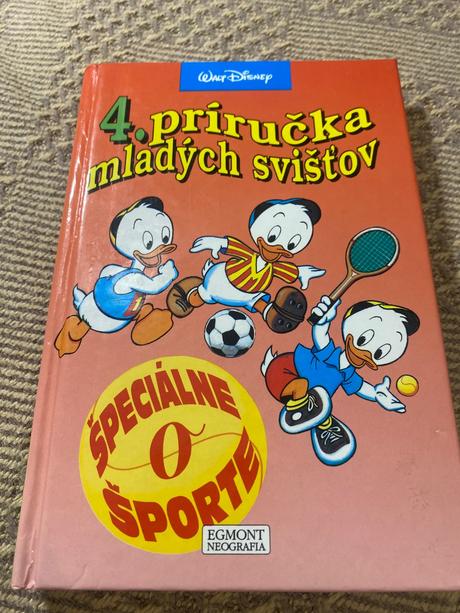 WALT DISNEY
4. príručka
mladých svišťov
ŠPECIÁLNE
O
ŠPORTE
EGMONT
NEOGRAFIA